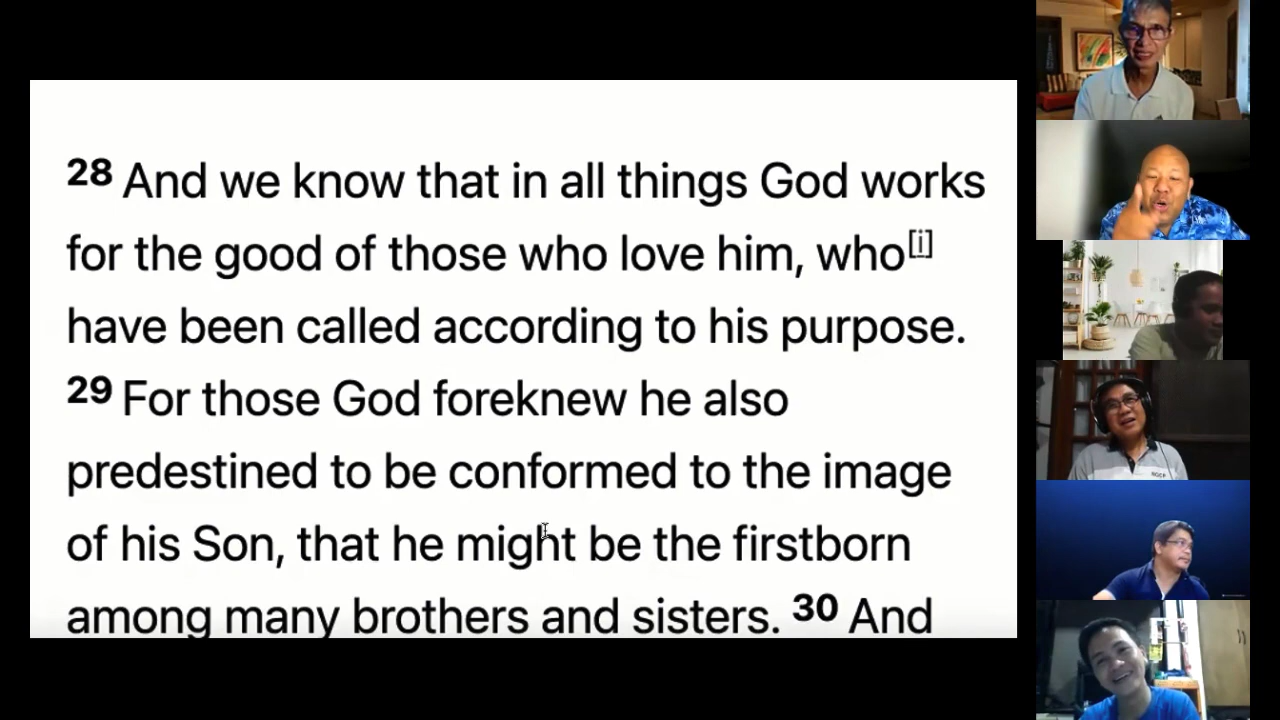 28 And we know that in all things God works
for the good of those who love him, who[i]
have been called according to his purpose.
29 For those God foreknew he also
predestined to be conformed to the image
of his Son, that he might be the firstborn
among many brothers and sisters. 30 And